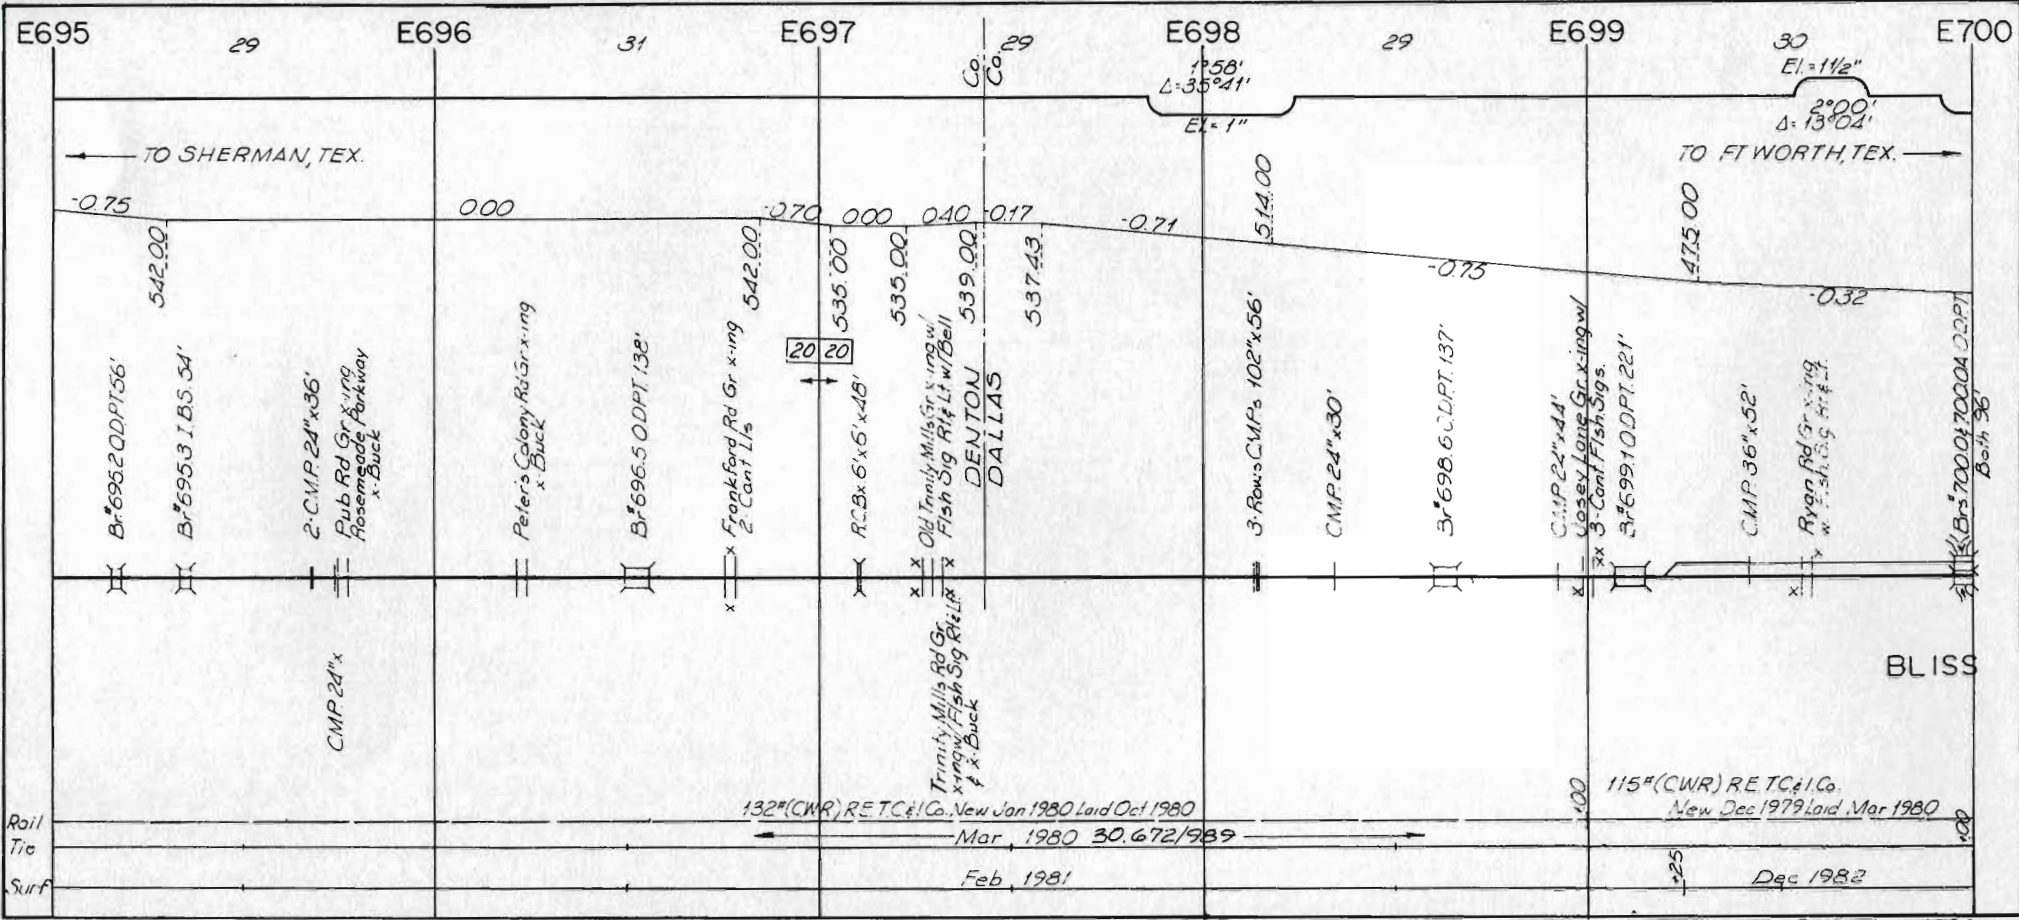 E695
29
E696
31
E697
Co. Co.
29
E698
29
E699
30
E700
1°58'
Δ=35°41'
El.=1"
El.=1 1/2"
2°00'
Δ=13°04'
← TO SHERMAN, TEX.
TO FT WORTH, TEX. →
-0.75
0.00
-0.70
0.00
0.40
-0.17
-0.71
-0.75
-0.32
542.00
542.00
535.00
535.00
539.00
537.43
514.00
475.00
20 20
Br#695.2 O.D.P.T. 56'
Br#695.3 I.B.S. 54'
2-C.M.P. 24"x36'
Pub Rd Gr x-ing
Rosemeade Parkway
x-Buck
Peters Colony Rd Gr x-ing
x-Buck
Br#696.5 O.D.P.T. 138'
Frankford Rd Gr x-ing
2-Cant Lts
R.C.Bx 6'x6'x48'
Old Trinity Mills Gr x-ing w/
Flsh Sig Rt & Lt w/Bell
DENTON
DALLAS
3-Rows C.M.Ps 102"x56'
C.M.P. 24"x30'
Br#698.6 O.D.P.T. 137'
C.M.P. 24"x44'
Josey Lane Gr x-ing w/
3-Cant Flsh Sigs.
Br#699.1 O.D.P.T. 221'
C.M.P. 36"x52'
Ryan Rd Gr x-ing
w. Flsh. Sig Rt & Lt.
Brs#700.0 & 700.04 O.D.P.T.
Both 96'
C.M.P. 24"x
Trinity Mills Rd Gr
x-ing w/Flsh Sig Rt & Lt
& x-Buck
BLISS
132#(CWR) R.E.T.C.&I.Co. New Jan 1980 Laid Oct 1980
+00
115#(CWR) R.E.T.C.&I.Co.
New Dec 1979 Laid Mar 1980
+00
Rail
Tie
Mar 1980 30.672/989
Surf
Feb 1981
+25
Dec 1982